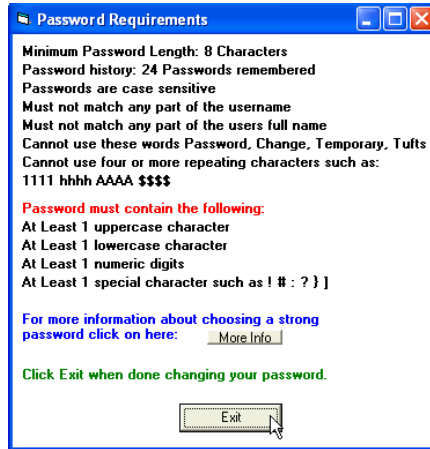 Password Requirements
Minimum Password Length: 8 Characters
Password history: 24 Passwords remembered
Passwords are case sensitive
Must not match any part of the username
Must not match any part of the users full name
Cannot use these words Password, Change, Temporary, Tufts
Cannot use four or more repeating characters such as:
1111 hhhh AAAA $$$$
Password must contain the following:
At Least 1 uppercase character
At Least 1 lowercase character
At Least 1 numeric digits
At Least 1 special character such as ! # : ? } ]
For more information about choosing a strong
password click on here: More Info
Click Exit when done changing your password.
Exit